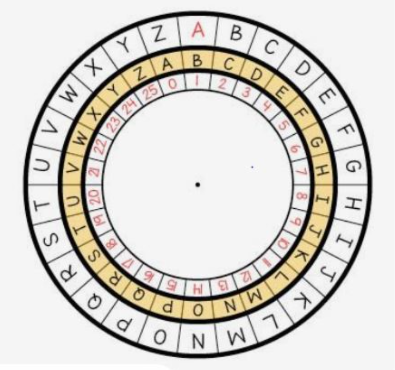 A B C D E F G H I J K L M N O P Q R S T U V W X Y Z
B C D E F G H I J K L M N O P Q R S T U V W X Y Z A
1 2 3 4 5 6 7 8 9 10 11 12 13 14 15 16 17 18 19 20 21 22 23 24 25 0